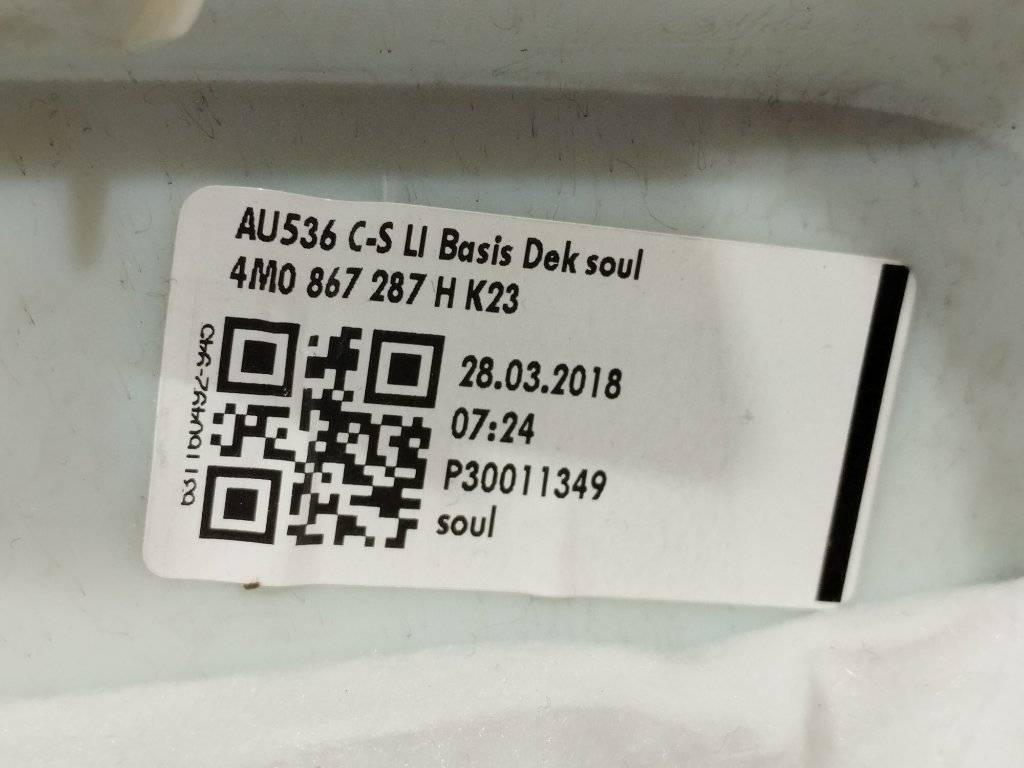 AU536 C-S LI Basis Dek soul
4M0 867 287 H K23
28.03.2018
07:24
P30011349
soul